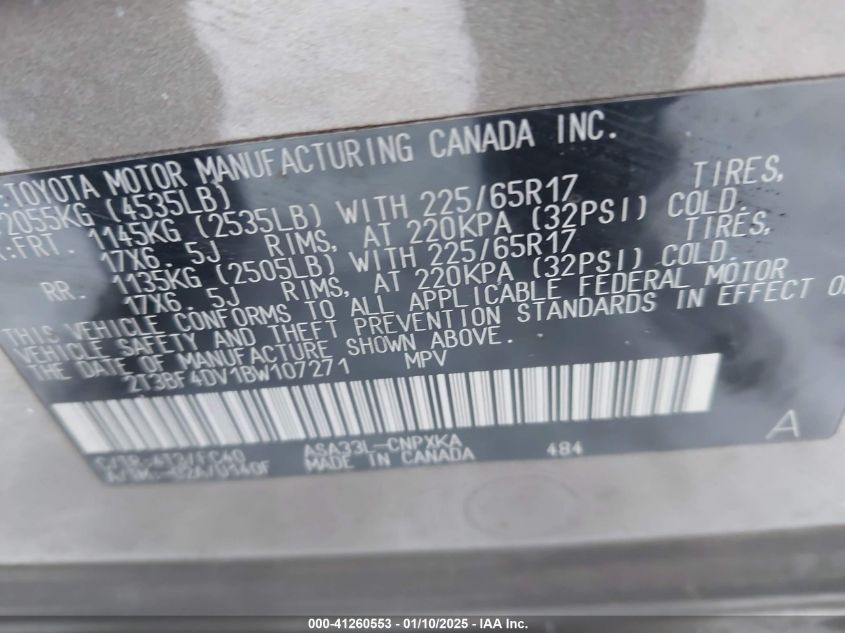 :TOYOTA MOTOR MANUFACTURING CANADA INC.
2055KG (4535LB)
:FRT. 1145KG (2535LB) WITH 225/65R17 TIRES,
17X6. 5J RIMS, AT 220KPA (32PSI) COLD.
RR. 1135KG (2505LB) WITH 225/65R17 TIRES,
17X6. 5J RIMS, AT 220KPA (32PSI) COLD.
THIS VEHICLE CONFORMS TO ALL APPLICABLE FEDERAL MOTOR
VEHICLE SAFETY AND THEFT PREVENTION STANDARDS IN EFFECT O
THE DATE OF MANUFACTURE SHOWN ABOVE.
2T3BF4DV1BW107271 MPV
ASA33L-CNPXKA 484
MADE IN CANADA
A
000-41260553 — 01/10/2025 — IAA Inc.